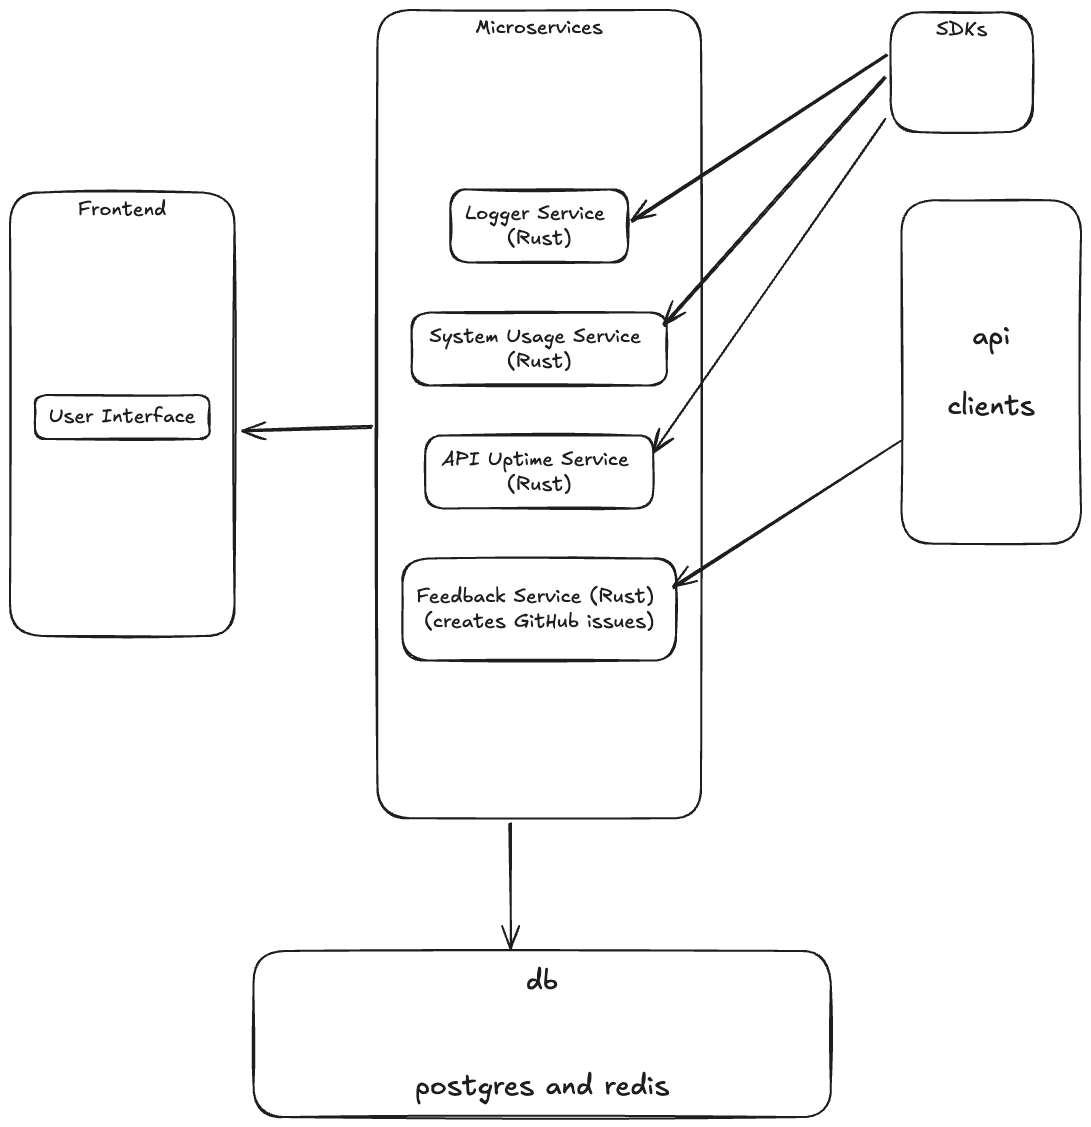 Microservices
SDKs
Frontend
Logger Service
(Rust)
System Usage Service
(Rust)
api
clients
User Interface
API Uptime Service
(Rust)
Feedback Service (Rust)
(creates GitHub issues)
db
postgres and redis